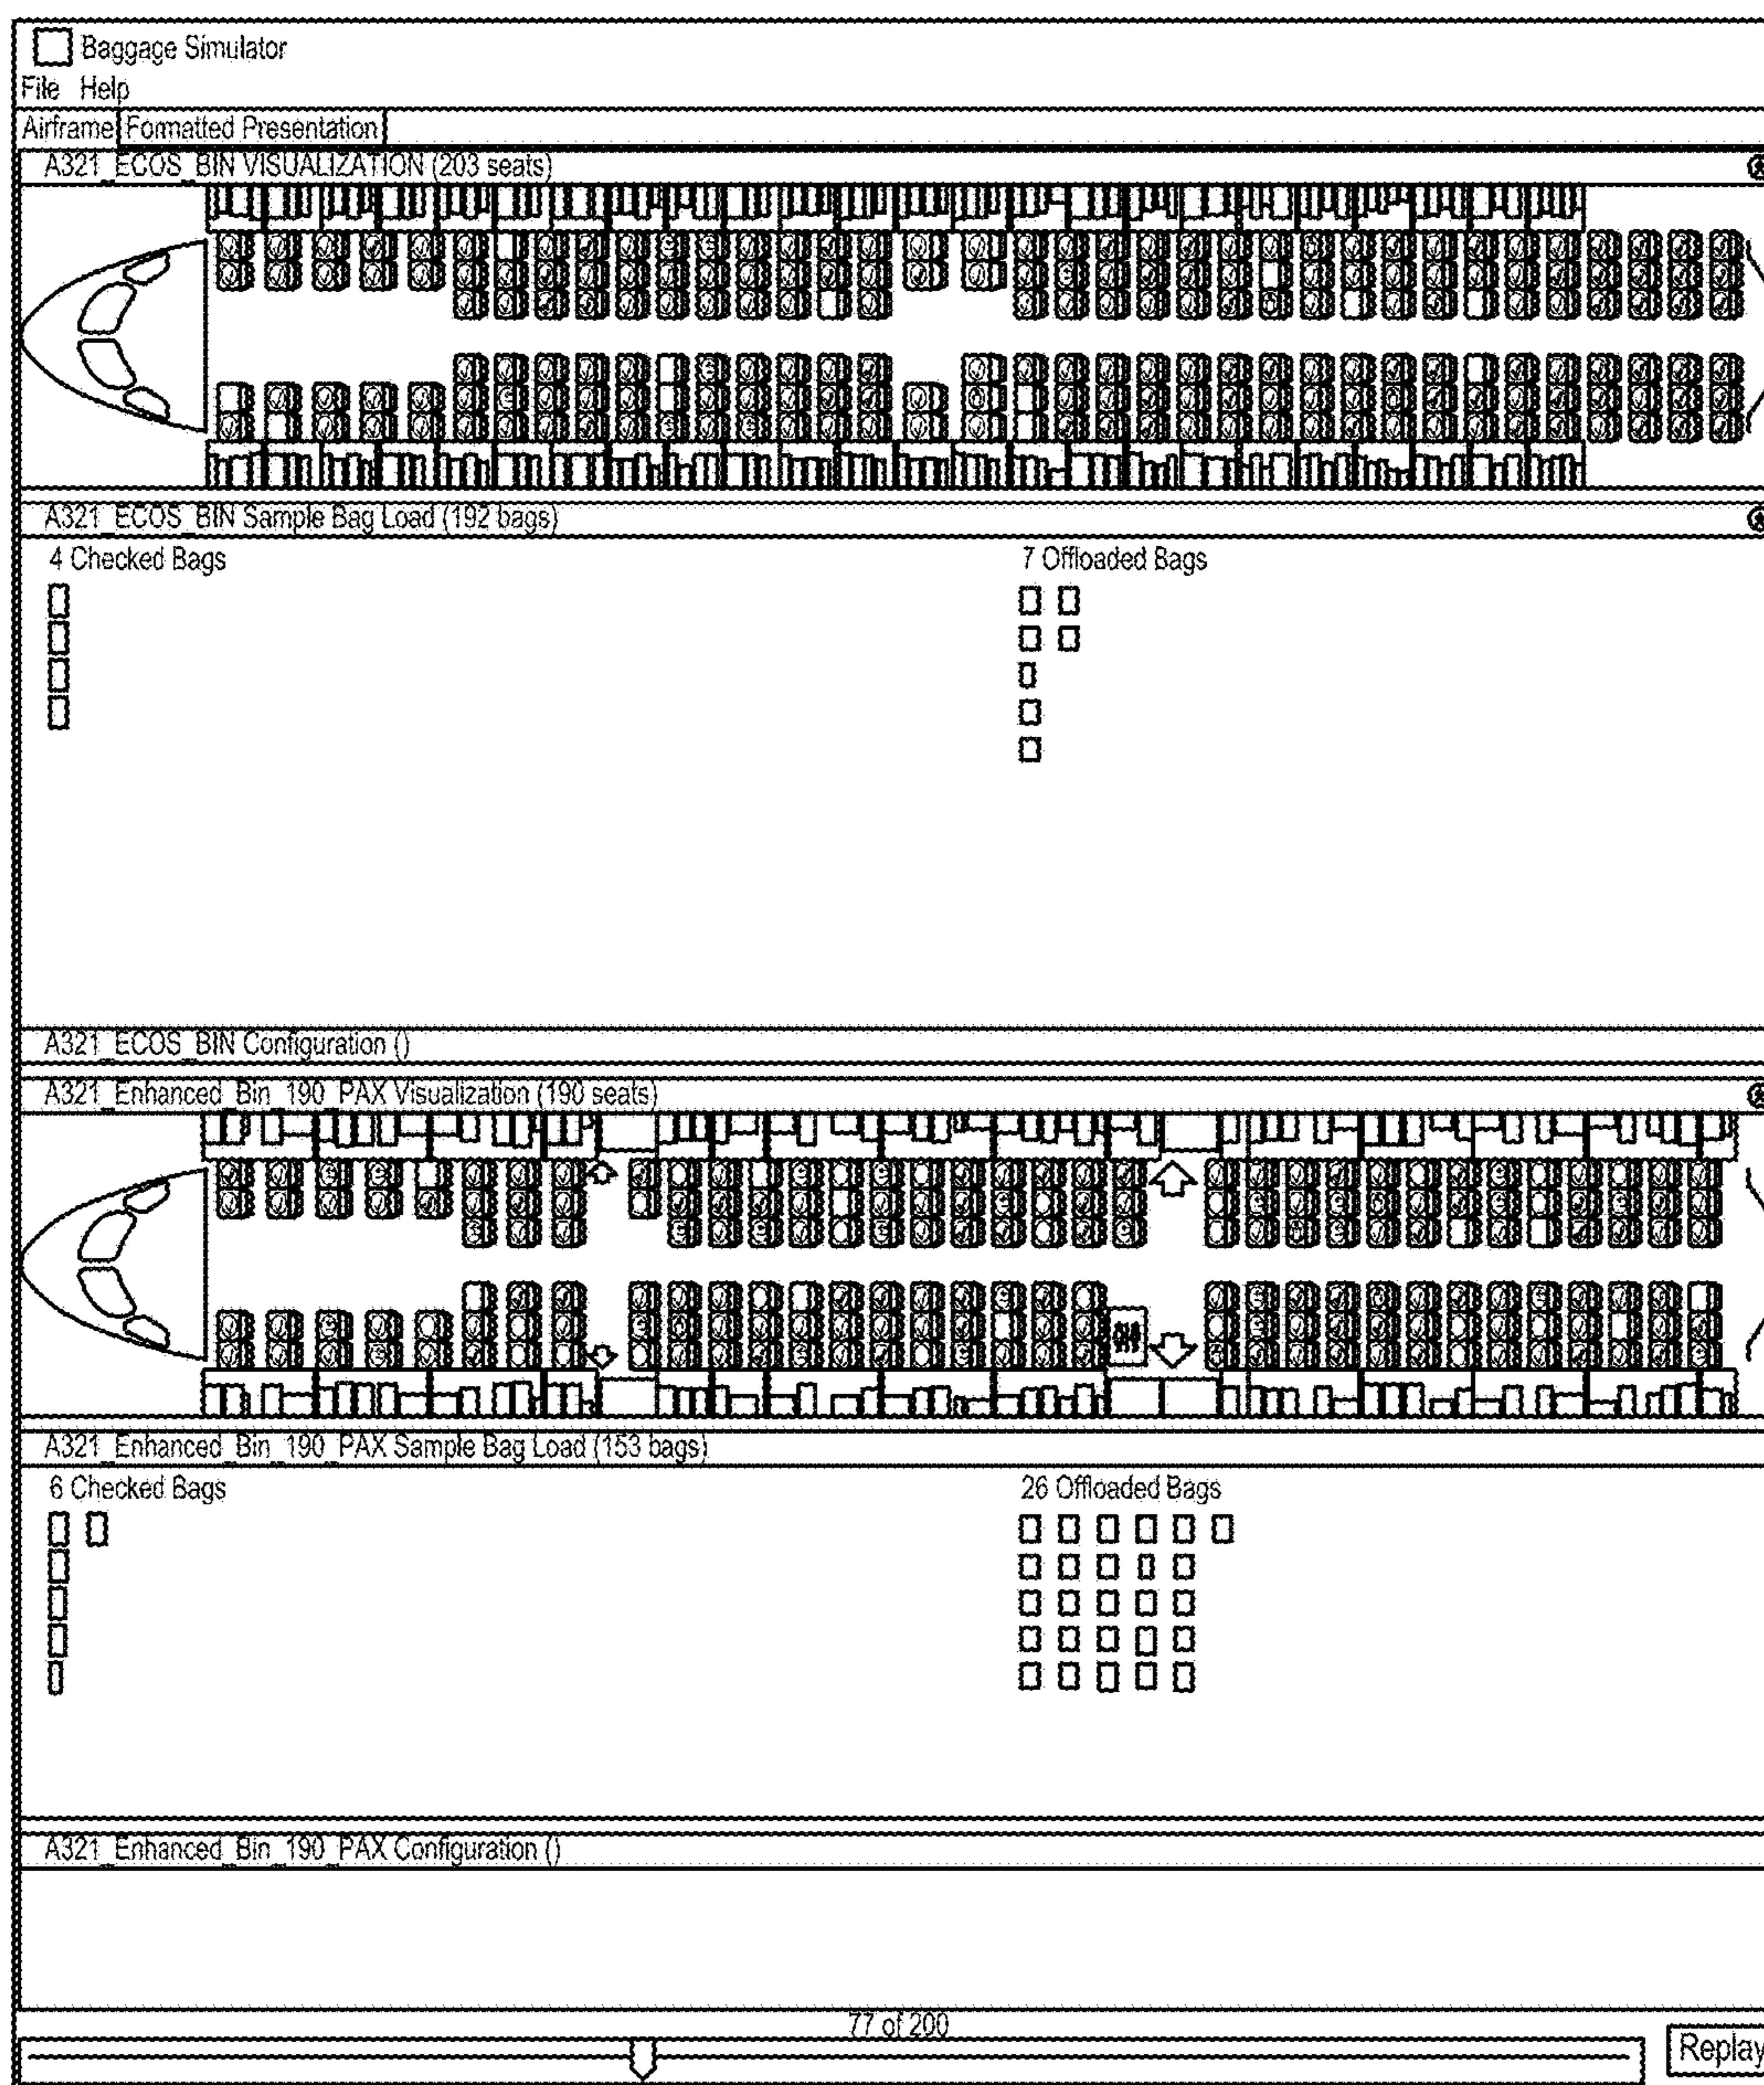 Baggage Simulator
File Help
Airframe Formatted Presentation
A321_ECOS_BIN VISUALIZATION (203 seats)
A321_ECOS_BIN Sample Bag Load (192 bags)
4 Checked Bags
7 Offloaded Bags
A321_ECOS_BIN Configuration ()
A321_Enhanced_Bin_190_PAX Visualization (190 seats)
A321_Enhanced_Bin_190_PAX Sample Bag Load (153 bags)
6 Checked Bags
26 Offloaded Bags
A321_Enhanced_Bin_190_PAX Configuration ()
77 of 200
Replay